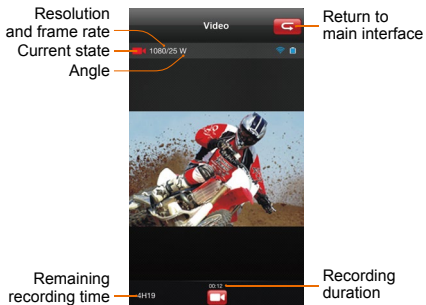 Resolution
and frame rate
Current state
Angle
Video
1080/25 W
Return to
main interface
Remaining
recording time
4H19
00:12
Recording
duration